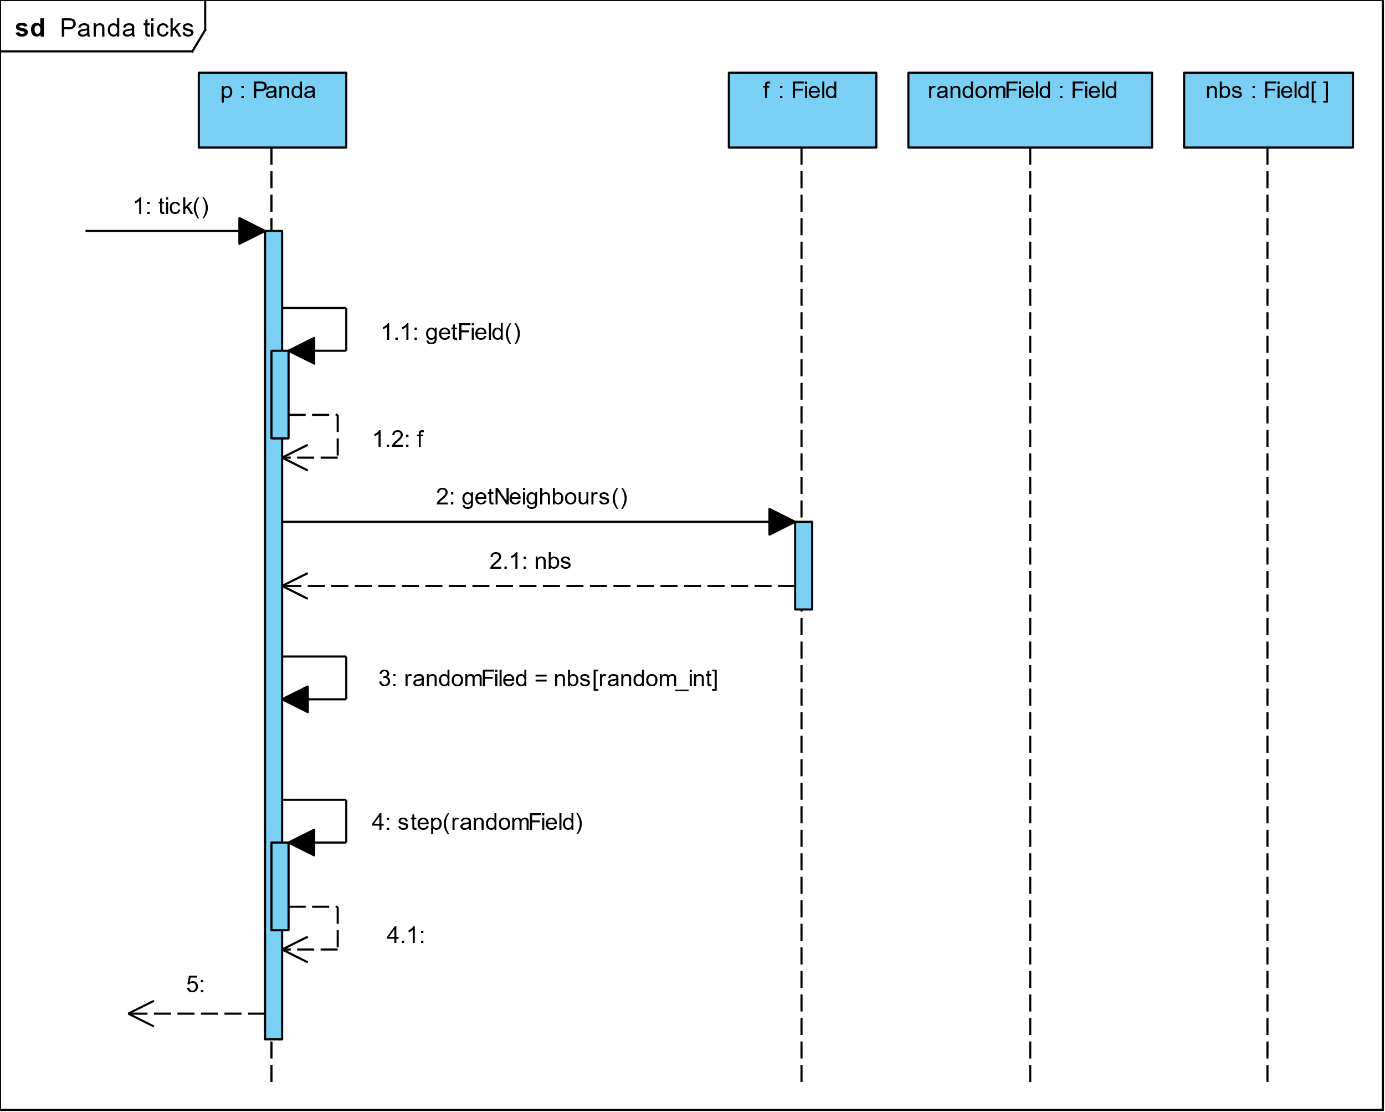 sd Panda ticks
p : Panda
f : Field
randomField : Field
nbs : Field[ ]
1: tick()
1.1: getField()
1.2: f
2: getNeighbours()
2.1: nbs
3: randomFiled = nbs[random_int]
4: step(randomField)
4.1:
5: